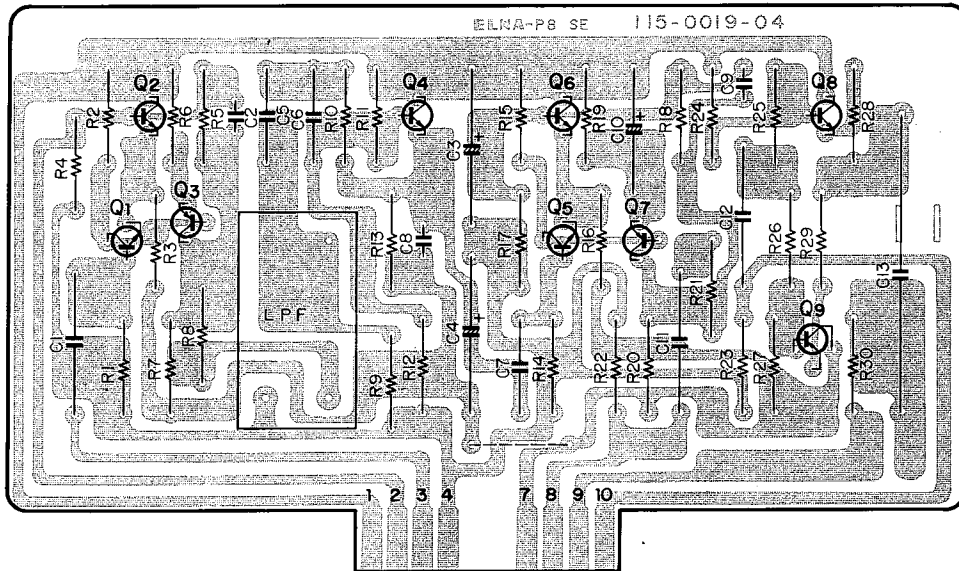 ELNA-P8 SE 115-0019-04
Q2 Q4 Q6 C9 Q8
R2 R6 R5 C2 C5 C6 R10 R11 R15 R19 C10 R18 R24 R25 R28
R4 C3
Q1 Q3 Q5 Q7 C12
R3 R13 C8 R17 R16 R26 R29
R21 C13
LPF Q9
C1 R8 C4 C11
R1 R7 R9 R12 C7 R14 R22 R20 R23 R27 R30
1 2 3 4 7 8 9 10